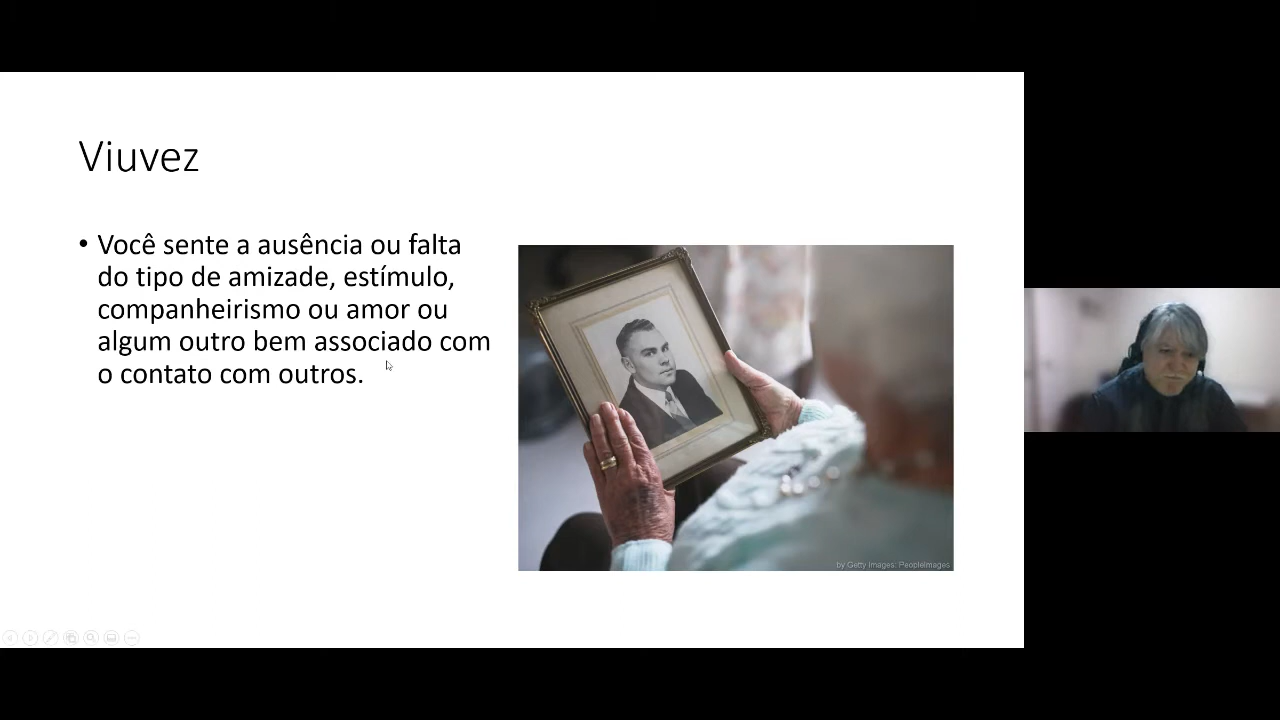 Viuvez
• Você sente a ausência ou falta
do tipo de amizade, estímulo,
companheirismo ou amor ou
algum outro bem associado com
o contato com outros.
by Getty Images: PeopleImages